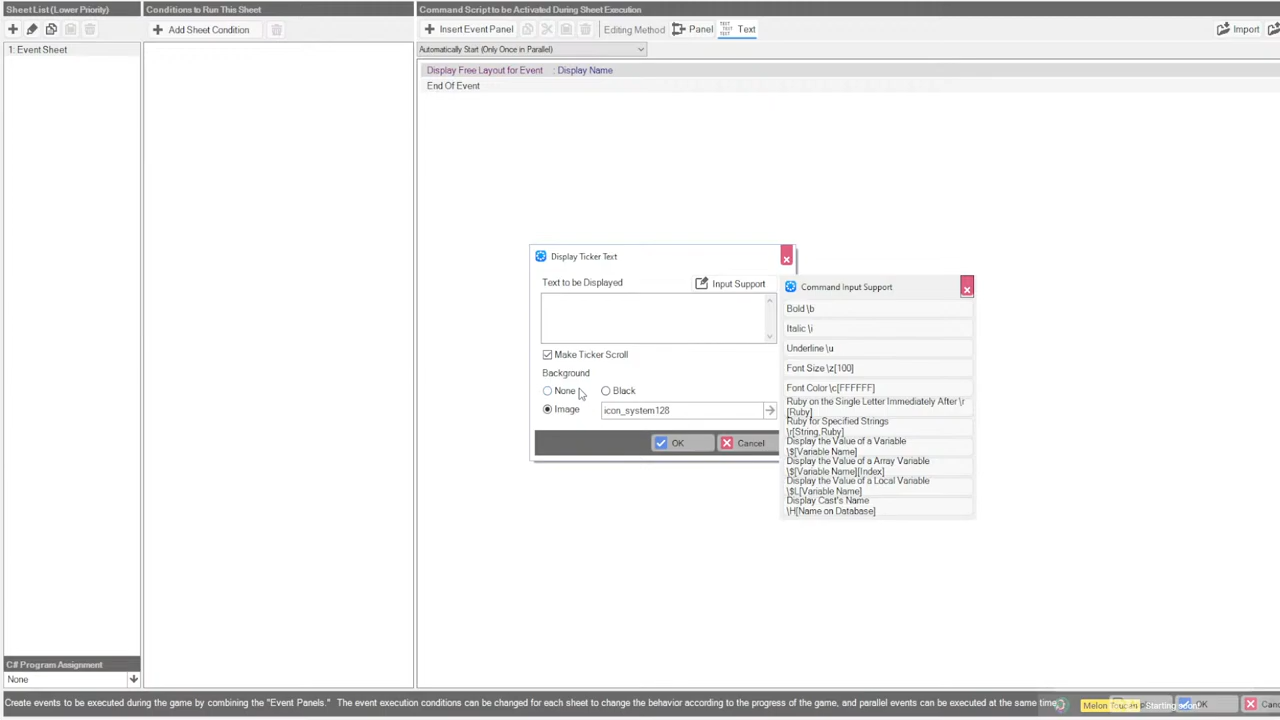 Sheet List (Lower Priority)
Conditions to Run This Sheet
Command Script to be Activated During Sheet Execution
Add Sheet Condition
Insert Event Panel
Editing Method
Panel
TEXT
TEXT
TEXT
Text
Import
1: Event Sheet
Automatically Start (Only Once in Parallel)
Display Free Layout for Event : Display Name
End Of Event
Display Ticker Text
Text to be Displayed
Input Support
Make Ticker Scroll
Background
None
Black
Image
icon_system128
OK
Cancel
Command Input Support
Bold \b
Italic \i
Underline \u
Font Size \z[100]
Font Color \c[FFFFFF]
Ruby on the Single Letter Immediately After \r
[Ruby]
Ruby for Specified Strings
\r[String,Ruby]
Display the Value of a Variable
\$[Variable Name]
Display the Value of a Array Variable
\$[Variable Name][Index]
Display the Value of a Local Variable
\$L[Variable Name]
Display Cast's Name
\H[Name on Database]
C# Program Assignment
None
Create events to be executed during the game by combining the "Event Panels." The event execution conditions can be changed for each sheet to change the behavior according to the progress of the game, and parallel events can be executed at the same time.
Starting soon!